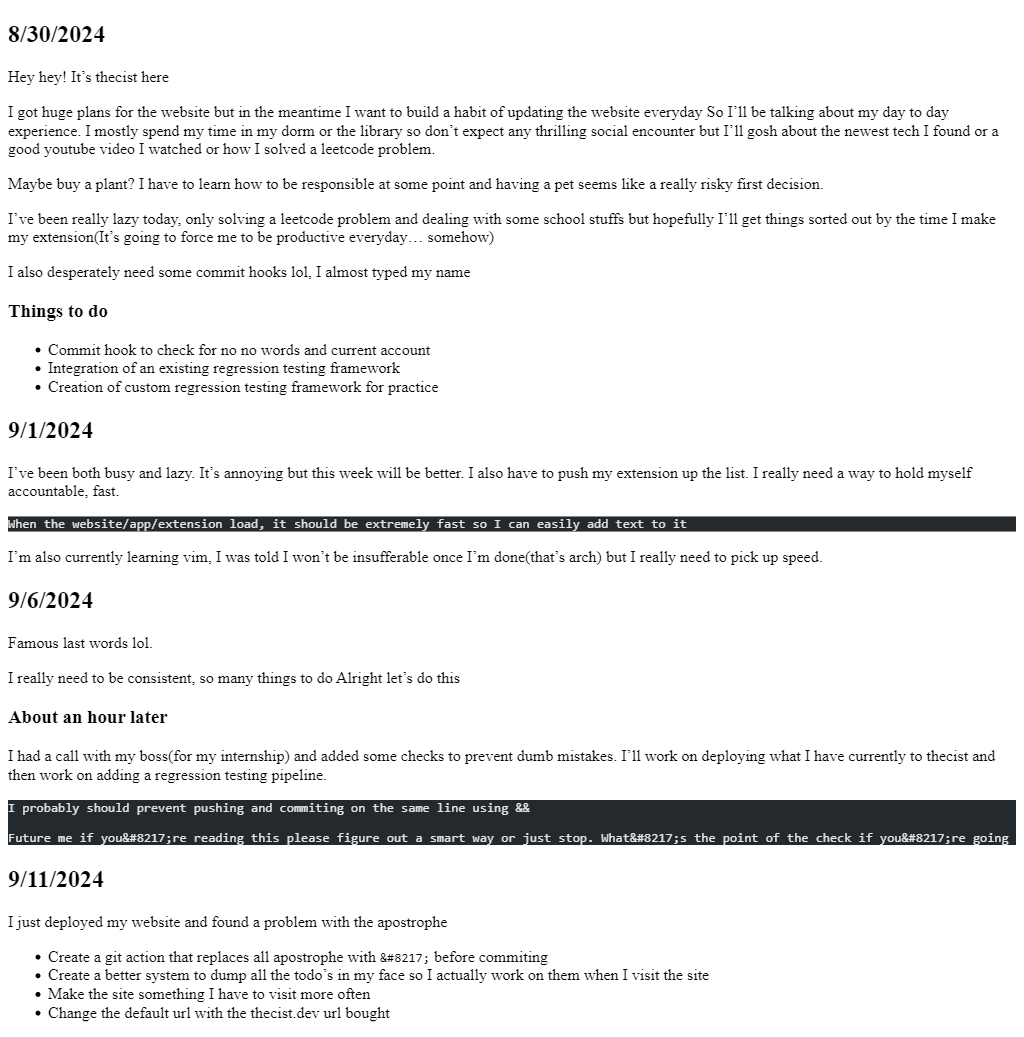 8/30/2024
Hey hey! It’s thecist here
I got huge plans for the website but in the meantime I want to build a habit of updating the website everyday So I’ll be talking about my day to day
experience. I mostly spend my time in my dorm or the library so don’t expect any thrilling social encounter but I’ll gosh about the newest tech I found or a
good youtube video I watched or how I solved a leetcode problem.
Maybe buy a plant? I have to learn how to be responsible at some point and having a pet seems like a really risky first decision.
I’ve been really lazy today, only solving a leetcode problem and dealing with some school stuffs but hopefully I’ll get things sorted out by the time I make
my extension(It’s going to force me to be productive everyday… somehow)
I also desperately need some commit hooks lol, I almost typed my name
Things to do
• Commit hook to check for no no words and current account
• Integration of an existing regression testing framework
• Creation of custom regression testing framework for practice
9/1/2024
I’ve been both busy and lazy. It’s annoying but this week will be better. I also have to push my extension up the list. I really need a way to hold myself
accountable, fast.
When the website/app/extension load, it should be extremely fast so I can easily add text to it
I’m also currently learning vim, I was told I won’t be insufferable once I’m done(that’s arch) but I really need to pick up speed.
9/6/2024
Famous last words lol.
I really need to be consistent, so many things to do Alright let’s do this
About an hour later
I had a call with my boss(for my internship) and added some checks to prevent dumb mistakes. I’ll work on deploying what I have currently to thecist and
then work on adding a regression testing pipeline.
I probably should prevent pushing and commiting on the same line using &&
Future me if you&#8217;re reading this please figure out a smart way or just stop. What&#8217;s the point of the check if you&#8217;re going
9/11/2024
I just deployed my website and found a problem with the apostrophe
• Create a git action that replaces all apostrophe with &#8217; before commiting
• Create a better system to dump all the todo’s in my face so I actually work on them when I visit the site
• Make the site something I have to visit more often
• Change the default url with the thecist.dev url bought